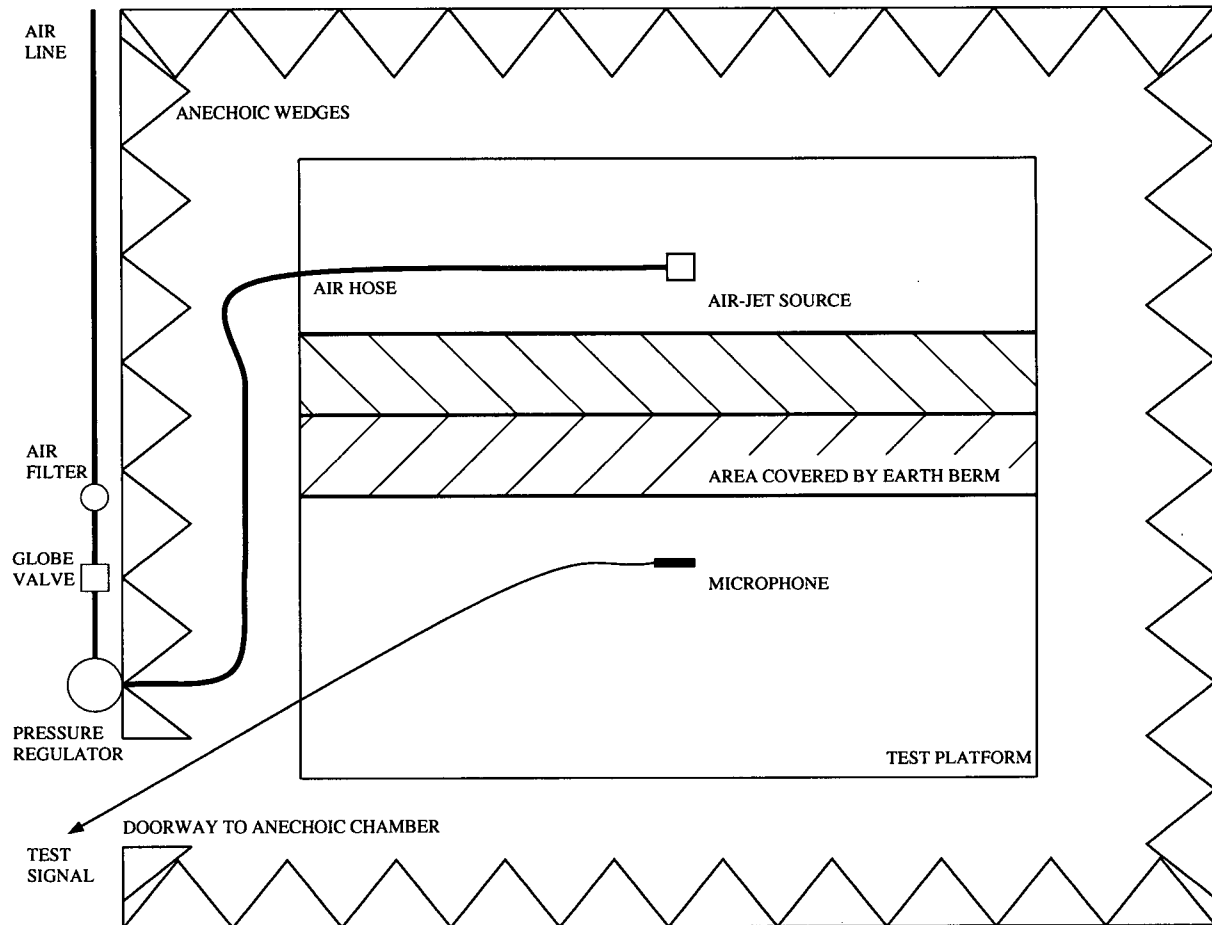 AIR
LINE
ANECHOIC WEDGES
AIR HOSE
AIR-JET SOURCE
AIR
FILTER
AREA COVERED BY EARTH BERM
GLOBE
VALVE
MICROPHONE
PRESSURE
REGULATOR
TEST PLATFORM
DOORWAY TO ANECHOIC CHAMBER
TEST
SIGNAL